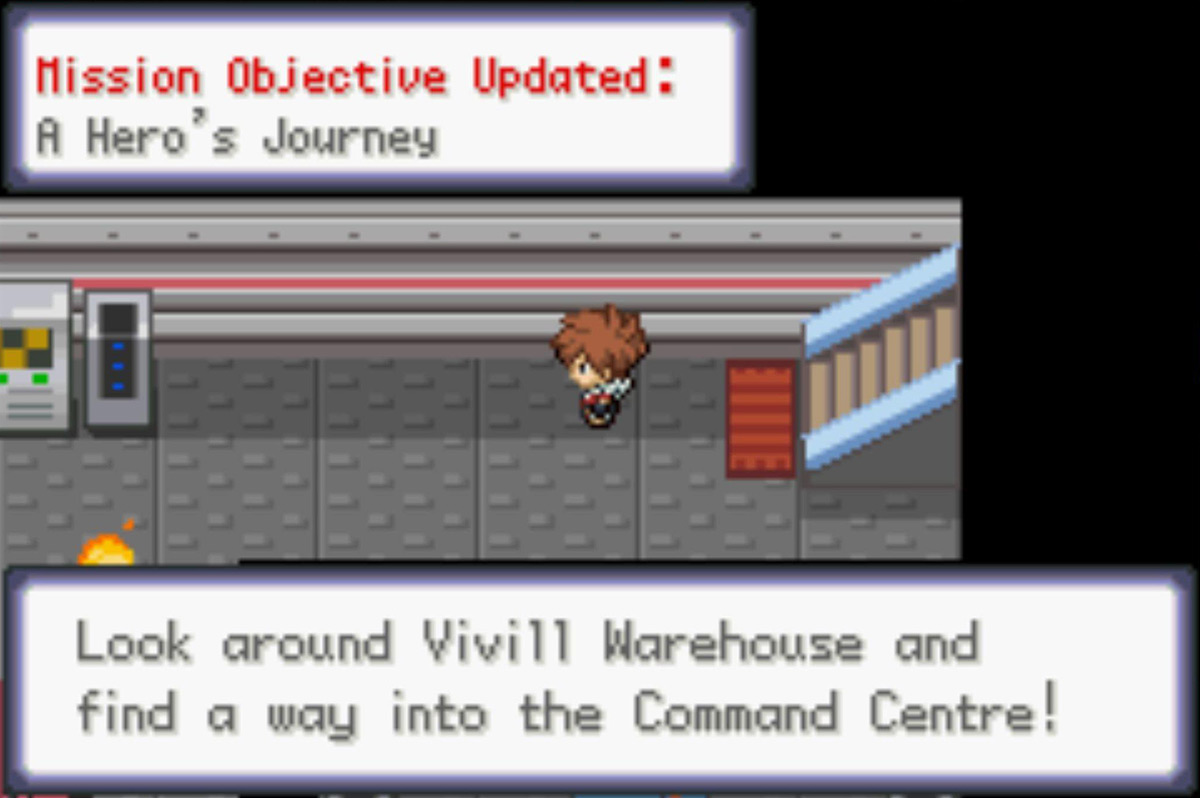 Mission Objective Updated:
A Hero's Journey
Look around Vivill Warehouse and
find a way into the Command Centre!